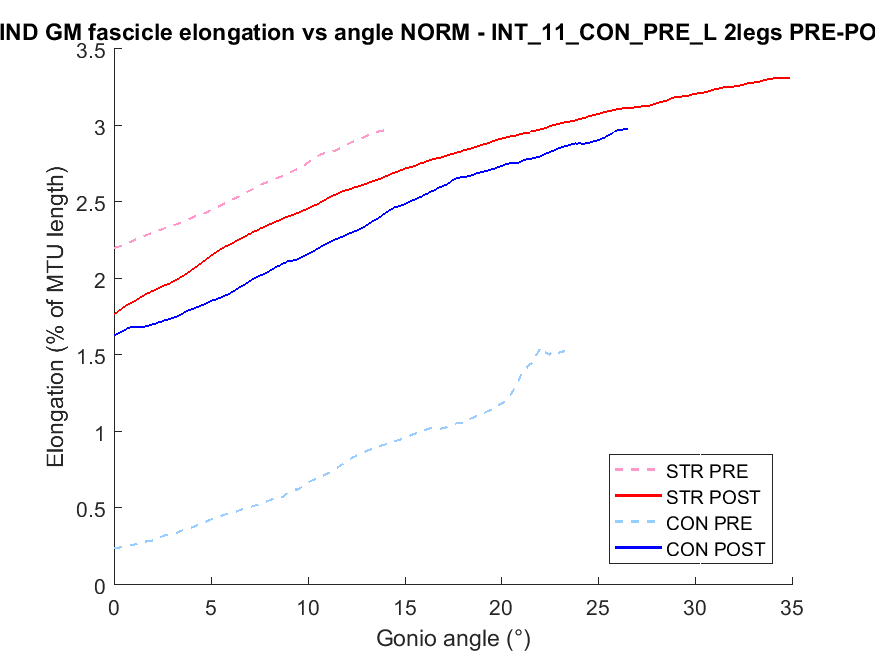 IND GM fascicle elongation vs angle NORM - INT_11_CON_PRE_L 2legs PRE-PO
Elongation (% of MTU length)
3.5
3
2.5
2
1.5
1
0.5
0
0 5 10 15 20 25 30 35
Gonio angle (°)
STR PRE
STR POST
CON PRE
CON POST